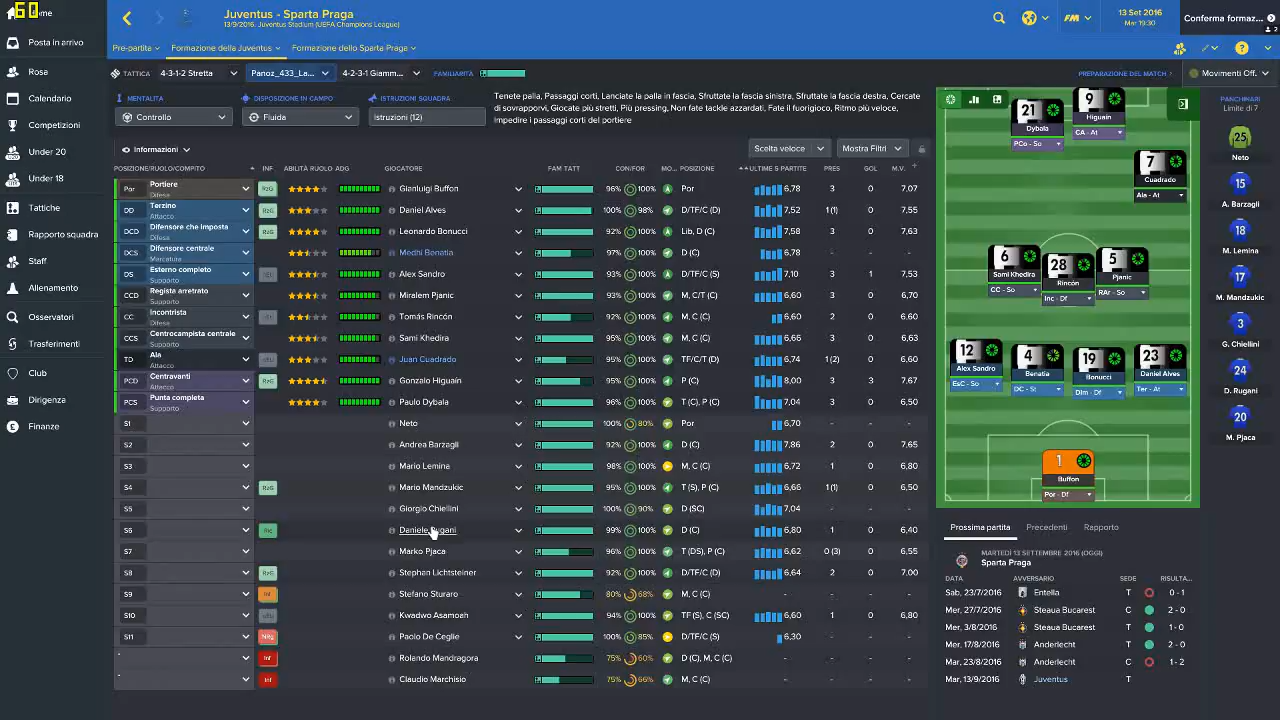 60
ome
Juventus - Sparta Praga
13/9/2016. Juventus Stadium (UEFA Champions League)
FM
13 Set 2016
Mar 19:30
Conferma formaz...
2
Posta in arrivo
Rosa
Calendario
Competizioni
Under 20
Under 18
Tattiche
Rapporto squadra
Staff
Allenamento
Osservatori
Trasferimenti
Club
Dirigenza
Finanze
Pre-partita
Formazione della Juventus
Formazione dello Sparta Praga
TATTICA
4-3-1-2 Stretta
Panoz_433_La...
4-2-3-1 Giamm...
FAMILIARITÀ
PREPARAZIONE DEL MATCH
Movimenti Off.
MENTALITÀ
Controllo
DISPOSIZIONE IN CAMPO
Fluida
ISTRUZIONI SQUADRA
Istruzioni (12)
Tenete palla, Passaggi corti, Lanciate la palla in fascia, Sfruttate la fascia sinistra, Sfruttate la fascia destra, Cercate
di sovrapporvi, Giocate più stretti, Più pressing, Non fate tackle azzardati, Fate il fuorigioco, Ritmo più veloce,
Impedire i passaggi corti del portiere
Informazioni
Scelta veloce
Mostra Filtri
POSIZIONE/RUOLO/COMPITO INF ABILITÀ RUOLO ADG GIOCATORE FAM TATT CON/FOR MO... POSIZIONE ULTIME 5 PARTITE PRES GOL M.V.
Por Portiere Difesa RzG Gianluigi Buffon 96% 100% Por 6,78 3 - 7,07
DD Terzino Attacco RzG Daniel Alves 100% 98% D/TF/C (D) 7,52 1(1) 0 7,55
DCD Difensore che imposta Difesa RzG Leonardo Bonucci 92% 100% Lib, D (C) 7,58 3 0 7,63
DCS Difensore centrale Marcature Medhi Benatia 97% 100% D (C) 6,78 - - -
DS Esterno completo Supporto Alex Sandro 93% 100% D/TF/C (S) 7,10 3 1 7,53
CCD Regista arretrato Supporto Miralem Pjanic 93% 100% M, C/T (C) 6,60 3 0 6,70
CC Incontrista Difesa Tomás Rincón 92% 100% M, C (C) 6,60 2 0 6,60
CCS Centrocampista centrale Supporto Sami Khedira 94% 100% M, C (C) 6,66 3 0 6,63
TD Ala Attacco Juan Cuadrado 92% 100% TF/C/T (D) 6,74 1 (2) 0 6,60
PCD Centravanti Attacco RzG Gonzalo Higuaín 92% 100% P (C) 8,00 3 3 7,67
PCS Punta completa Supporto Paulo Dybala 96% 100% T (C), P (C) 7,04 3 0 6,50
S1 Neto 100% 80% Por 6,70 - - -
S2 Andrea Barzagli 92% 100% D (C) 7,86 1 0 7,65
S3 Mario Lemina 98% 100% M, C (C) 6,72 1 0 6,80
S4 RzG Mario Mandzukic 95% 100% T (S), P (C) 6,66 1(1) 0 6,50
S5 Giorgio Chiellini 100% 90% D (SC) 7,04 - - -
S6 Ric Daniele Rugani 99% 100% D (C) 6,80 1 0 6,40
S7 Marko Pjaca 96% 100% T (DS), P (C) 6,62 0 (3) 0 6,55
S8 RzG Stephan Lichtsteiner 92% 100% D/TF/C (D) 6,64 2 0 7,00
S9 Inf Stefano Sturaro 80% 68% M, C (C) - - - -
S10 Kwadwo Asamoah 94% 100% TF (S), C (SC) 6,60 1 0 6,80
S11 NRg Paolo De Ceglie 100% 85% D/TF/C (S) 6,30 - - -
- Inf Rolando Mandragora 75% 60% D (C), M, C (C) - - - -
- Inf Claudio Marchisio 75% 66% M, C (C) - - - -
21
Dybala
PCo - So
9
Higuaín
CA - At
7
Cuadrado
Ala - At
6
Sami Khedira
CC - So
28
Rincón
Inc - Df
5
Pjanic
RAr - So
12
Alex Sandro
EsC - So
4
Benatia
DC - St
19
Bonucci
Dim - Df
23
Daniel Alves
Ter - At
1
Buffon
Por - Df
PANCHINARI
Limite di 7
25
Neto
15
A. Barzagli
18
M. Lemina
17
M. Mandzukic
3
G. Chiellini
24
D. Rugani
20
M. Pjaca
Prossima partita
Precedenti
Rapporto
MARTEDÌ 13 SETTEMBRE 2016 (OGGI)
Sparta Praga
DATA AVVERSARIO SEDE RISULTA...
Sab, 23/7/2016 Entella T 0 - 1
Mer, 27/7/2016 Steaua Bucarest C 2 - 0
Mer, 3/8/2016 Steaua Bucarest T 1 - 0
Mer, 17/8/2016 Anderlecht T 2 - 0
Mar, 23/8/2016 Anderlecht C 1 - 2
Mar, 13/9/2016 Juventus T